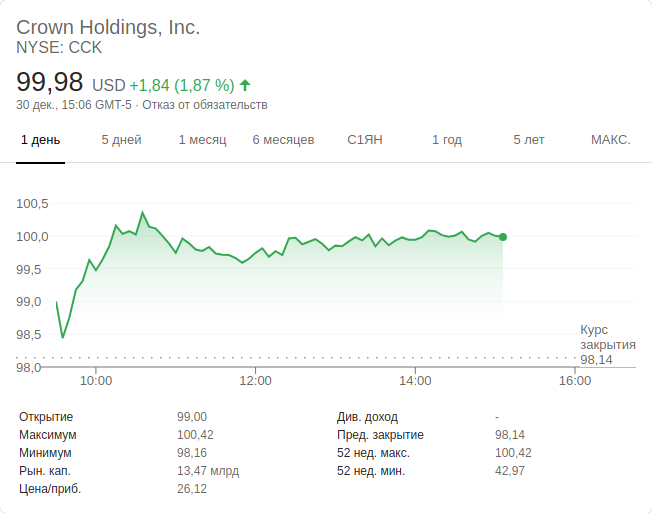 Crown Holdings, Inc.
NYSE: CCK
99,98 USD +1,84 (1,87 %)
30 дек., 15:06 GMT-5 · Отказ от обязательств
1 день 5 дней 1 месяц 6 месяцев С1ЯН 1 год 5 лет МАКС.
100,5
100,0
99,5
99,0
98,5
98,0
Курс
закрытия
98,14
10:00 12:00 14:00 16:00
Открытие 99,00 Див. доход -
Максимум 100,42 Пред. закрытие 98,14
Минимум 98,16 52 нед. макс. 100,42
Рын. кап. 13,47 млрд 52 нед. мин. 42,97
Цена/приб. 26,12